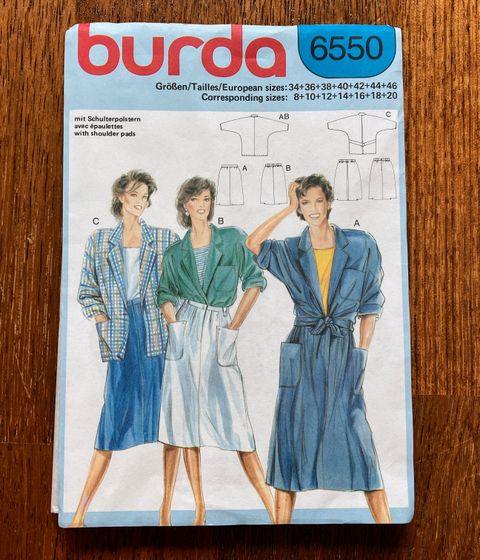 burda
6550
Größen/Tailles/European sizes: 34+36+38+40+42+44+46
Corresponding sizes: 8+10+12+14+16+18+20
mit Schulterpolstern
avec épaulettes
with shoulder pads
AB
C
A
B
C
B
A